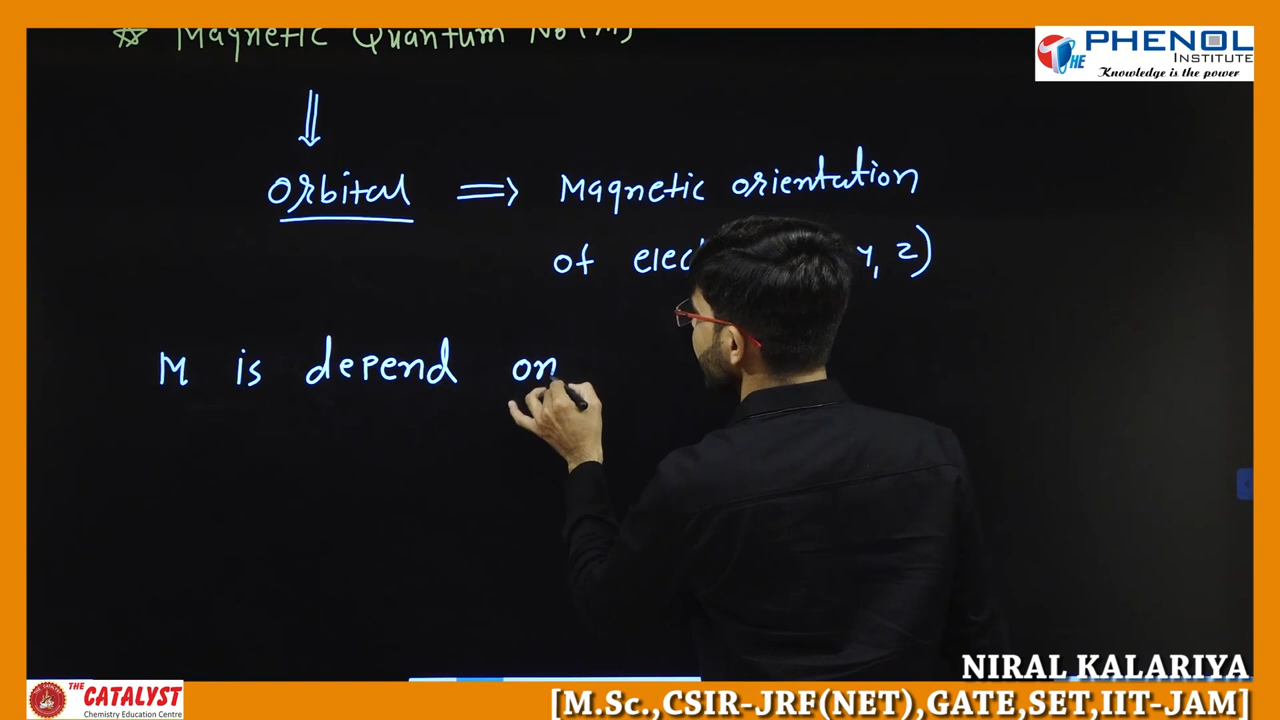 ☆ Magnetic Quantum No (M)
PHENOL
THE INSTITUTE
Knowledge is the power
⇓
Orbital ⇒ Magnetic orientation
of elec Y, Z)
M is depend on
NIRAL KALARIYA
THE CATALYST
Chemistry Education Centre
[M.Sc.,CSIR-JRF(NET),GATE,SET,IIT-JAM]